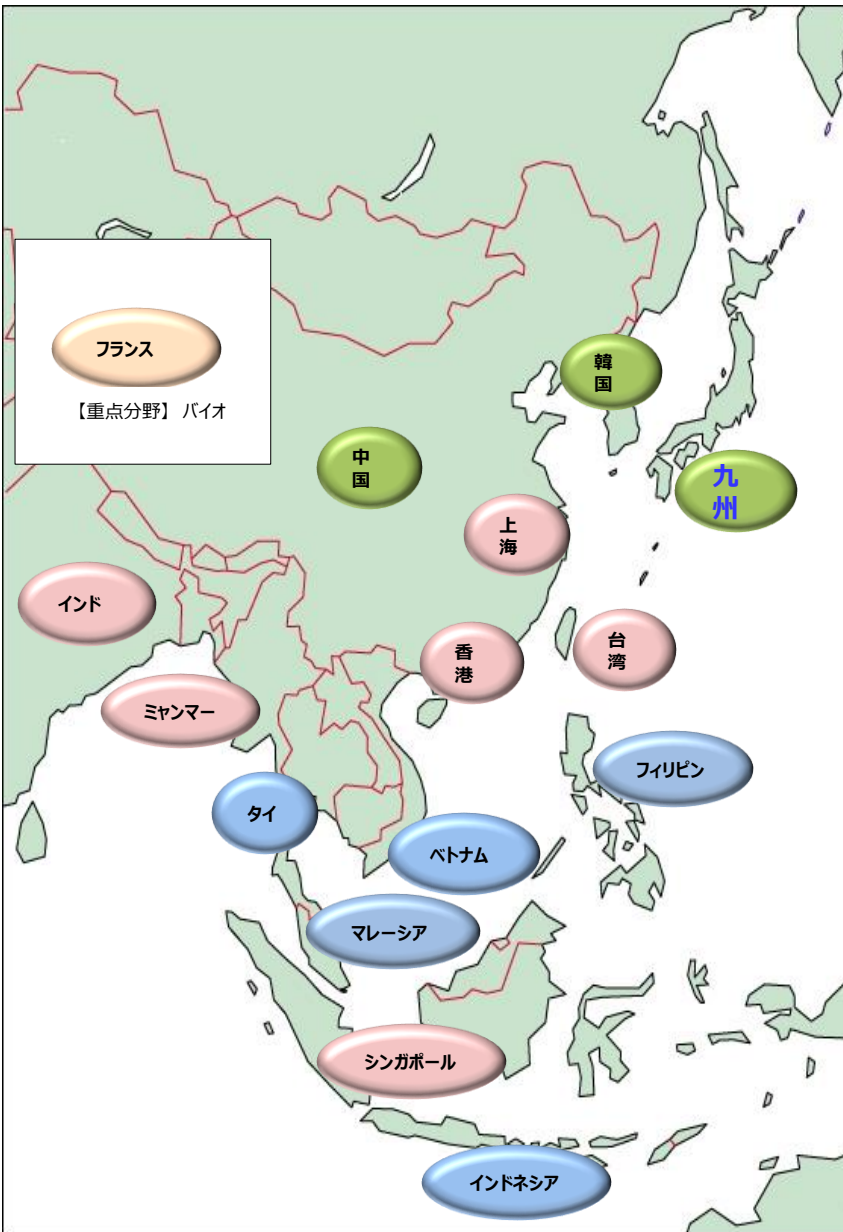 フランス
【重点分野】 バイオ
韓
国
中
国
九
州
上
海
インド
香
港
台
湾
ミャンマー
フィリピン
タイ
ベトナム
マレーシア
シンガポール
インドネシア